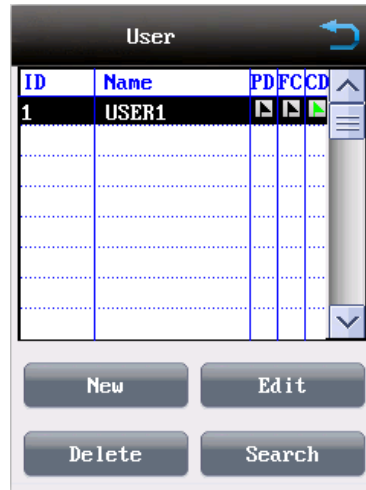 User
ID Name PD FC CD
1 USER1
New Edit
Delete Search